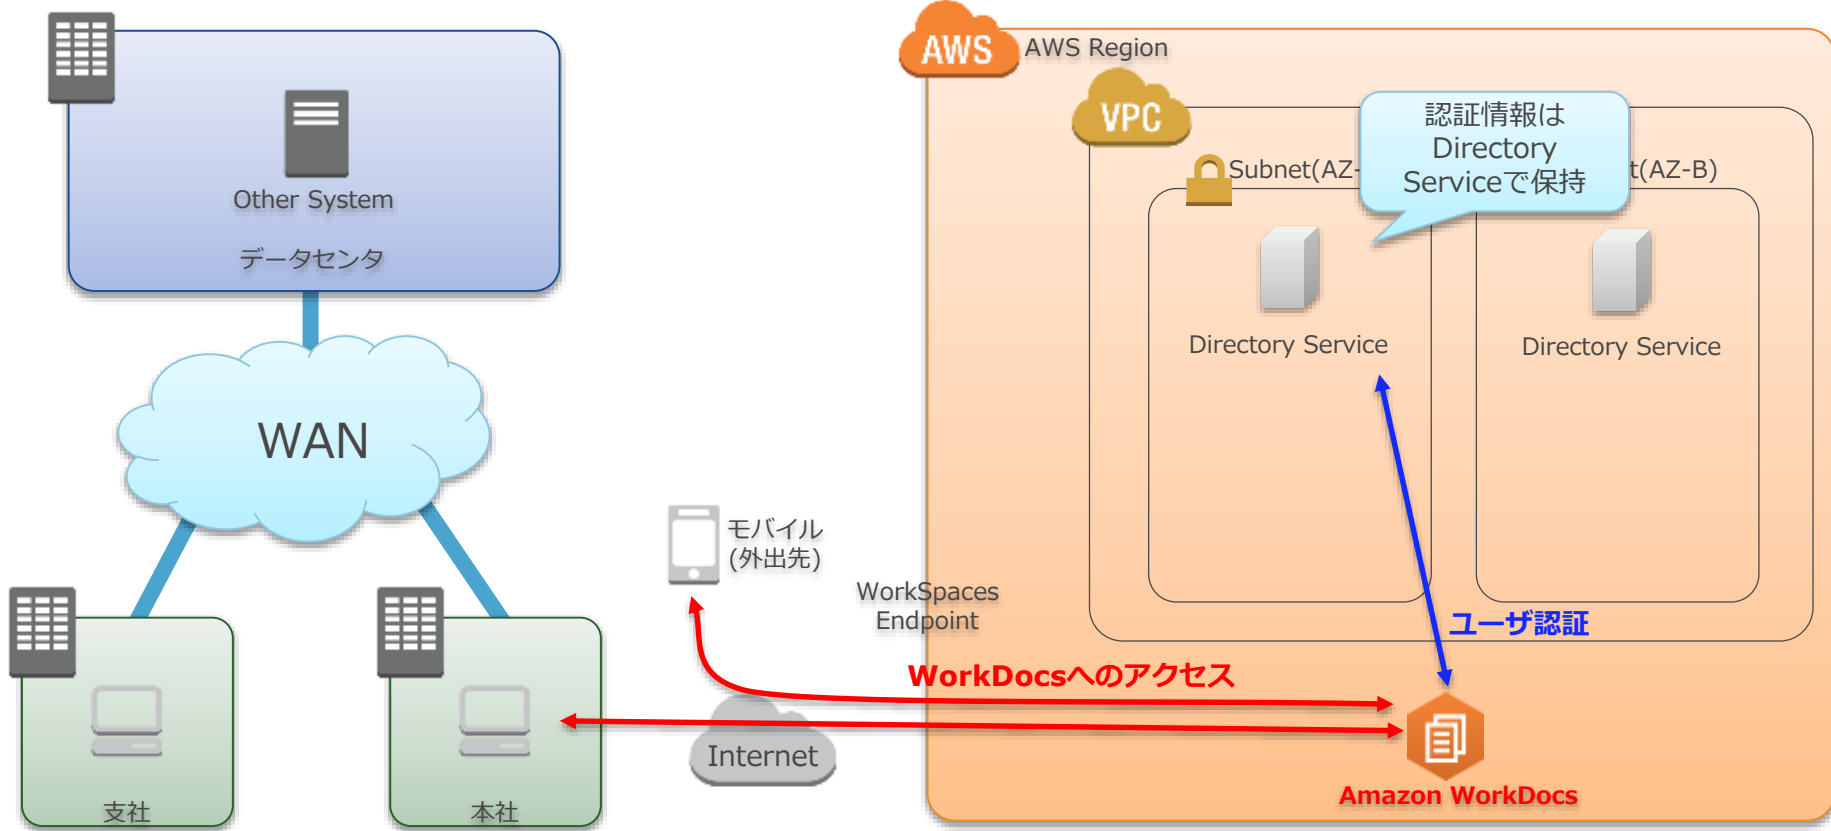 AWS
AWS Region
VPC
認証情報は
Directory
Serviceで保持
Subnet(AZ-
t(AZ-B)
Other System
データセンタ
Directory Service
Directory Service
WAN
モバイル
(外出先)
WorkSpaces
Endpoint
ユーザ認証
WorkDocsへのアクセス
Internet
Amazon WorkDocs
支社
本社